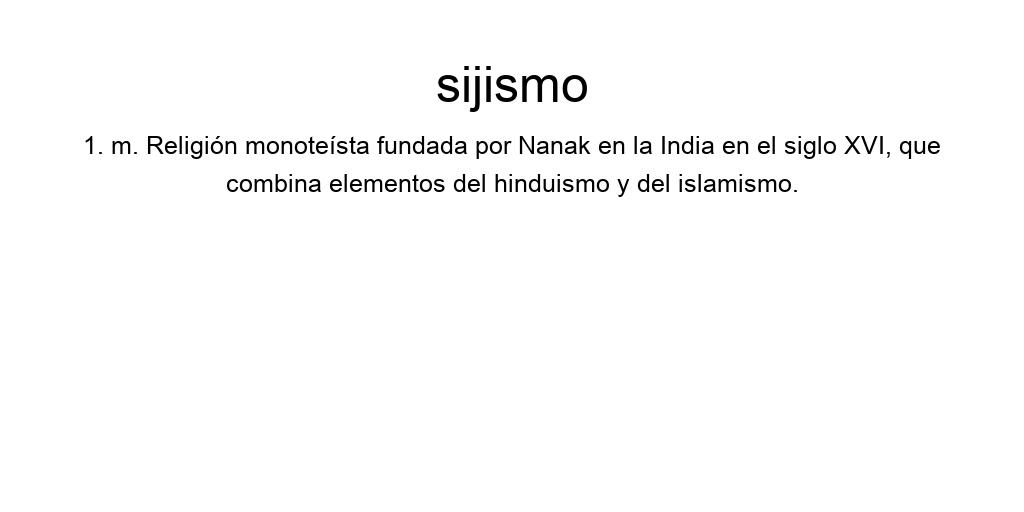 sijismo
1. m. Religión monoteísta fundada por Nanak en la India en el siglo XVI, que
combina elementos del hinduismo y del islamismo.